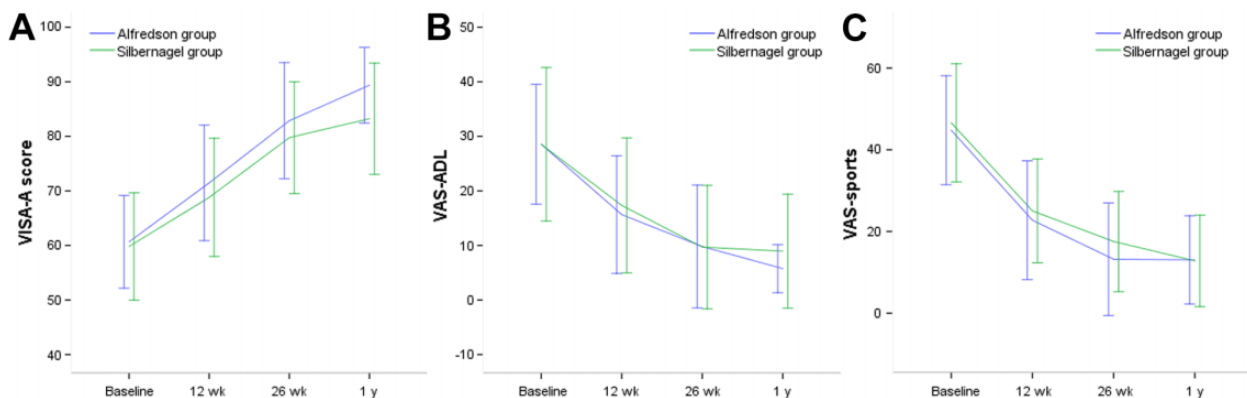 A
Alfredson group
Silbernagel group
VISA-A score
100
90
80
70
60
50
40
Baseline
12 wk
26 wk
1 y
B
Alfredson group
Silbernagel group
VAS-ADL
50
40
30
20
10
0
-10
Baseline
12 wk
26 wk
1 y
C
Alfredson group
Silbernagel group
VAS-sports
60
40
20
0
Baseline
12 wk
26 wk
1 y